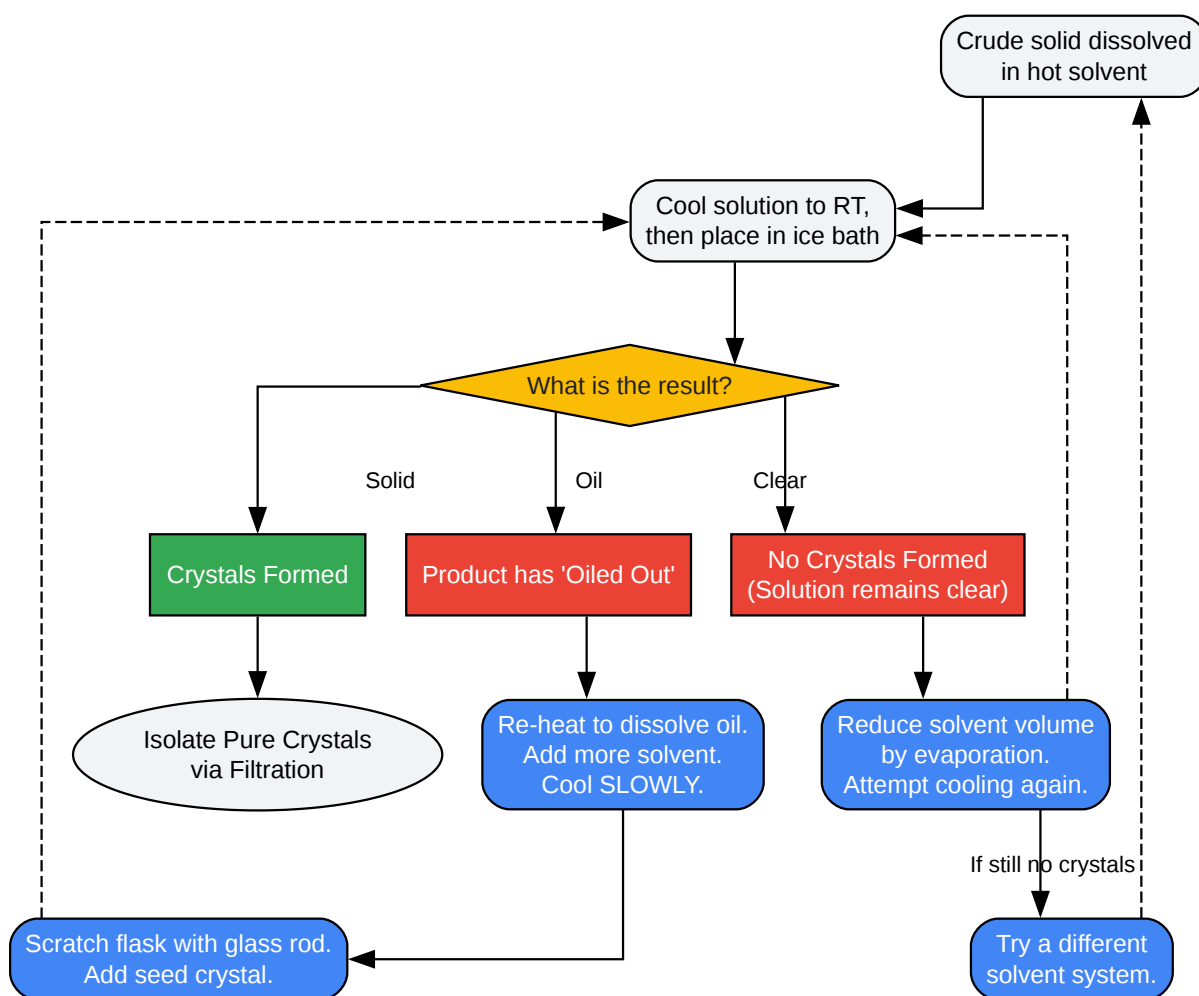 Crude solid dissolved
in hot solvent
Cool solution to RT,
then place in ice bath
What is the result?
Solid
Oil
Clear
Crystals Formed
Product has 'Oiled Out'
No Crystals Formed
(Solution remains clear)
Isolate Pure Crystals
via Filtration
Re-heat to dissolve oil.
Add more solvent.
Cool SLOWLY.
Reduce solvent volume
by evaporation.
Attempt cooling again.
If still no crystals
Scratch flask with glass rod.
Add seed crystal.
Try a different
solvent system.